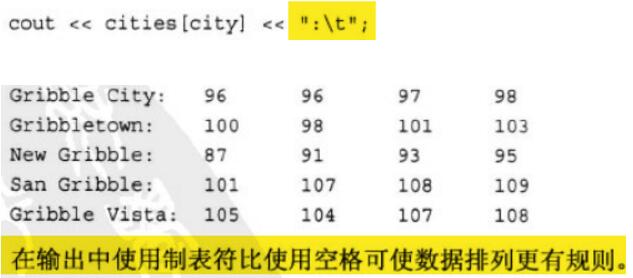 cout << cities[city] << ":\t";
Gribble City: 96 96 97 98
Gribbletown: 100 98 101 103
New Gribble: 87 91 93 95
San Gribble: 101 107 108 109
Gribble Vista: 105 104 107 108
在输出中使用制表符比使用空格可使数据排列更有规则。